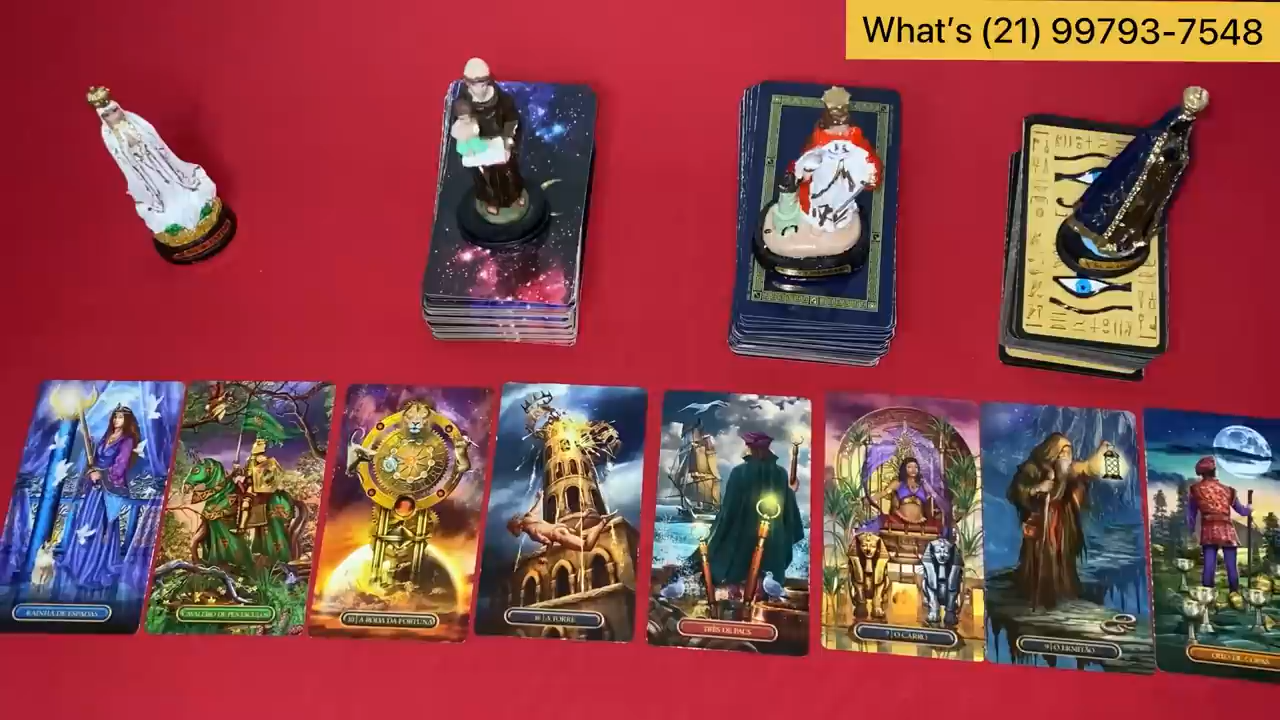 What’s (21) 99793-7548
RAINHA DE ESPADAS
CAVALEIRO DE PENTÁCULOS
10 | A RODA DA FORTUNA
16 | A TORRE
TRÊS DE PAUS
7 | O CARRO
9 | O ERMITÃO
OITO DE COPAS